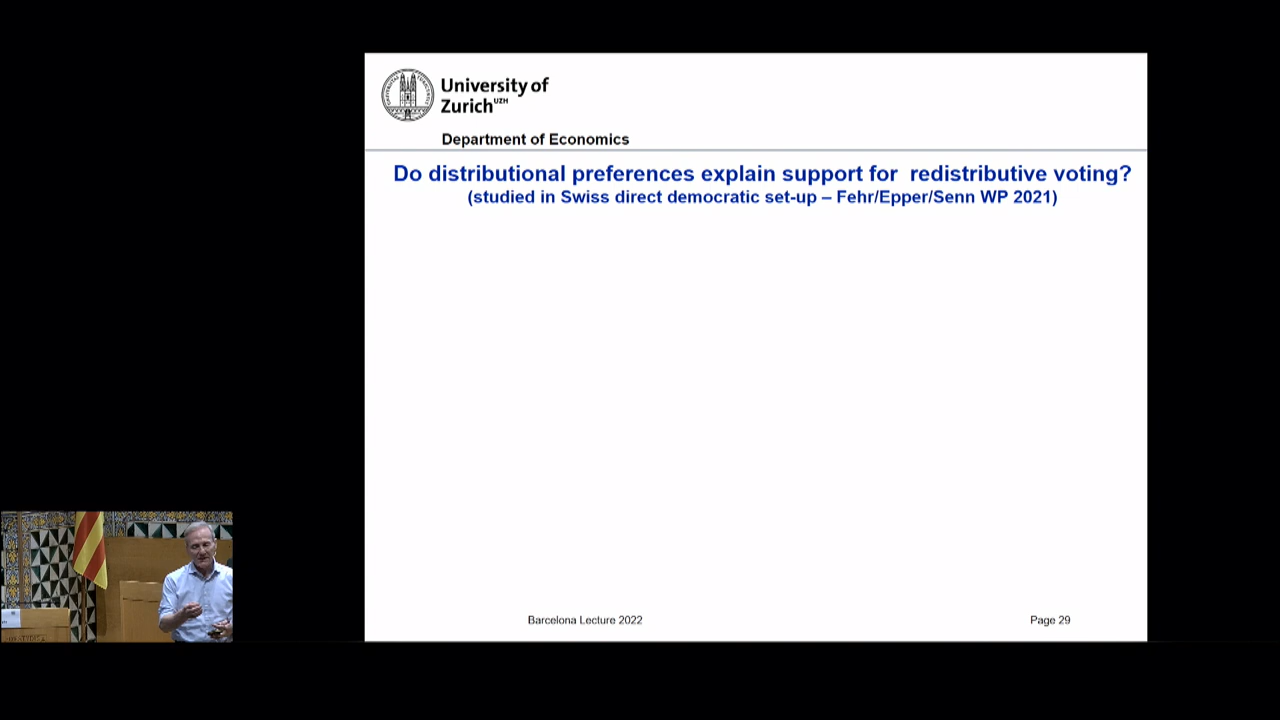 University of
Zurich UZH
Department of Economics
Do distributional preferences explain support for redistributive voting?
(studied in Swiss direct democratic set-up – Fehr/Epper/Senn WP 2021)
Barcelona Lecture 2022
Page 29